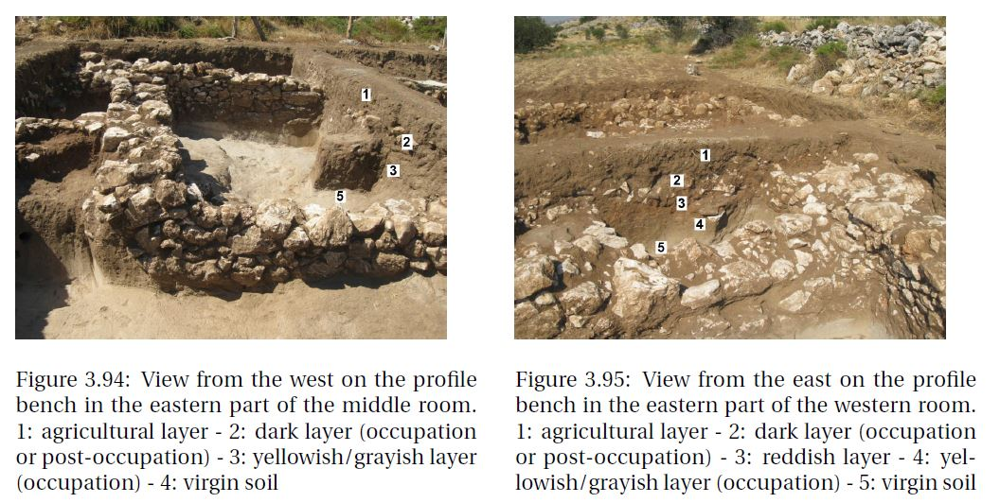 1
2
3
5
1
2
3
4
5
Figure 3.94: View from the west on the profile
bench in the eastern part of the middle room.
1: agricultural layer - 2: dark layer (occupation
or post-occupation) - 3: yellowish/grayish layer
(occupation) - 4: virgin soil
Figure 3.95: View from the east on the profile
bench in the eastern part of the western room.
1: agricultural layer - 2: dark layer (occupation
or post-occupation) - 3: reddish layer - 4: yel-
lowish/grayish layer (occupation) - 5: virgin soil